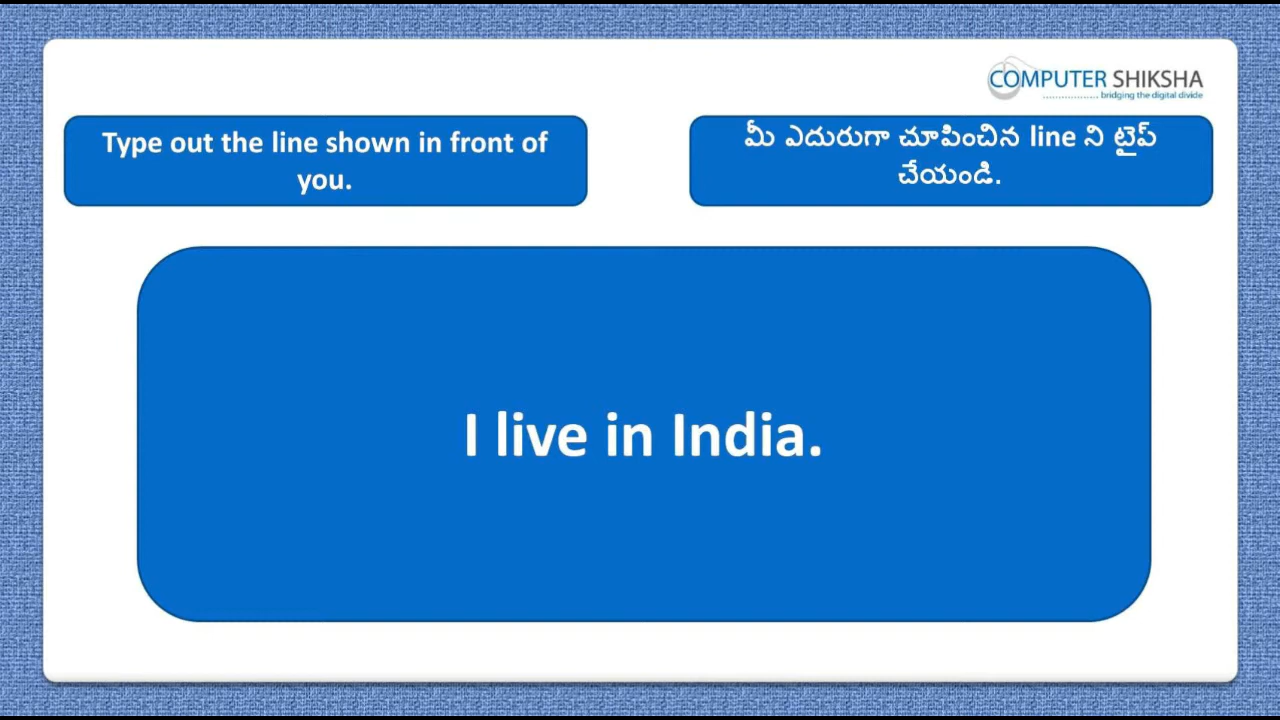 COMPUTER SHIKSHA
bridging the digital divide
Type out the line shown in front of
you.
మీ ఎదురుగా చూపించిన line ని టైప్
చేయండి.
I live in India.